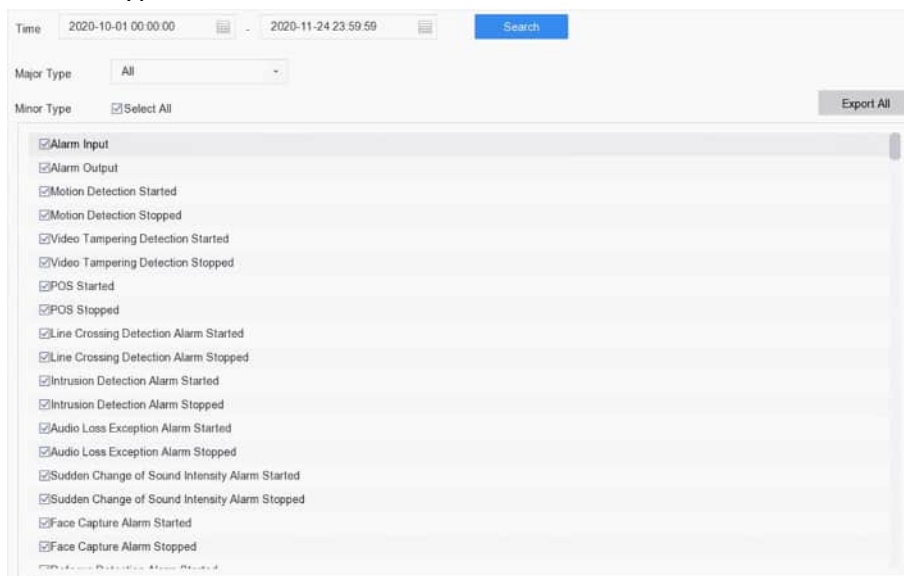 Time 2020-10-01 00:00:00 - 2020-11-24 23:59:59 Search
Major Type All
Minor Type Select All Export All
Alarm Input
Alarm Output
Motion Detection Started
Motion Detection Stopped
Video Tampering Detection Started
Video Tampering Detection Stopped
POS Started
POS Stopped
Line Crossing Detection Alarm Started
Line Crossing Detection Alarm Stopped
Intrusion Detection Alarm Started
Intrusion Detection Alarm Stopped
Audio Loss Exception Alarm Started
Audio Loss Exception Alarm Stopped
Sudden Change of Sound Intensity Alarm Started
Sudden Change of Sound Intensity Alarm Stopped
Face Capture Alarm Started
Face Capture Alarm Stopped
Detection Alarm Started